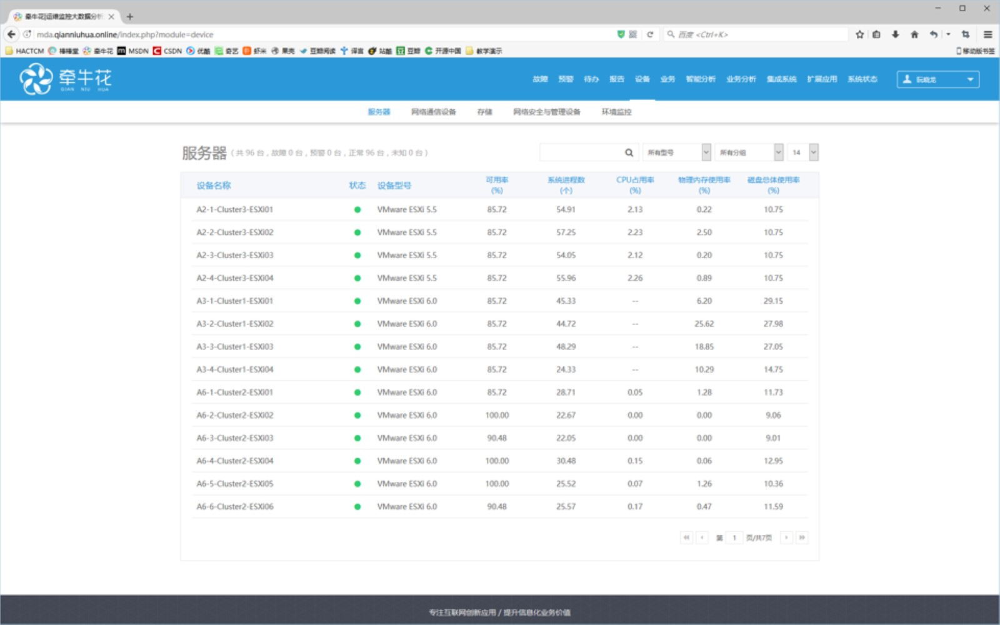 牵牛花|运维监控大数据分析
mda.qianniuhua.online/index.php?module=device
百度 <Ctrl+K>
HACTCM 棒棒堂 牵牛花 MSDN CSDN 优酷 奇艺 虾米 果壳 豆瓣阅读 译言 站酷 豆瓣 开源中国 教学演示 移动版书签
牵牛花
QIAN NIU HUA
故障 预警 待办 报告 设备 业务 智能分析 业务分析 集成系统 扩展应用 系统状态 阮晓龙
服务器 网络通信设备 存储 网络安全与管理设备 环境监控
服务器 ( 共 96 台 , 故障 0 台 , 预警 0 台 , 正常 96 台 , 未知 0 台 )
所有型号 所有分组 14
设备名称 状态 设备型号 可用率(%) 系统进程数(个) CPU占用率(%) 物理内存使用率(%) 磁盘总体使用率(%)
A2-1-Cluster3-ESXi01 VMware ESXi 5.5 85.72 54.91 2.13 0.22 10.75
A2-2-Cluster3-ESXi02 VMware ESXi 5.5 85.72 57.25 2.23 2.50 10.75
A2-3-Cluster3-ESXi03 VMware ESXi 5.5 85.72 54.05 2.12 0.20 10.75
A2-4-Cluster3-ESXi04 VMware ESXi 5.5 85.72 55.96 2.26 0.89 10.75
A3-1-Cluster1-ESXi01 VMware ESXi 6.0 85.72 45.33 -- 6.20 29.15
A3-2-Cluster1-ESXi02 VMware ESXi 6.0 85.72 44.72 -- 25.62 27.98
A3-3-Cluster1-ESXi03 VMware ESXi 6.0 85.72 48.29 -- 18.85 27.05
A3-4-Cluster1-ESXi04 VMware ESXi 6.0 85.72 24.33 -- 10.29 14.75
A6-1-Cluster2-ESXi01 VMware ESXi 6.0 85.72 28.71 0.05 1.28 11.73
A6-2-Cluster2-ESXi02 VMware ESXi 6.0 100.00 22.67 0.00 0.00 9.06
A6-3-Cluster2-ESXi03 VMware ESXi 6.0 90.48 22.05 0.00 0.00 9.01
A6-4-Cluster2-ESXi04 VMware ESXi 6.0 100.00 30.48 0.15 0.06 12.95
A6-5-Cluster2-ESXi05 VMware ESXi 6.0 100.00 25.52 0.07 1.26 10.36
A6-6-Cluster2-ESXi06 VMware ESXi 6.0 90.48 25.57 0.17 0.47 11.59
第 1 页/共7页
专注互联网创新应用 / 提升信息化业务价值